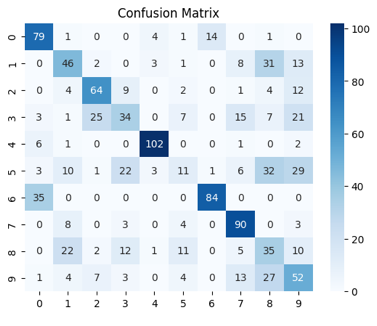 Confusion Matrix
0 79 1 0 0 4 1 14 0 1 0
1 0 46 2 0 3 1 0 8 31 13
2 0 4 64 9 0 2 0 1 4 12
3 3 1 25 34 0 7 0 15 7 21
4 6 1 0 0 102 0 0 1 0 2
5 3 10 1 22 3 11 1 6 32 29
6 35 0 0 0 0 0 84 0 0 0
7 0 8 0 3 0 4 0 90 0 3
8 0 22 2 12 1 11 0 5 35 10
9 1 4 7 3 0 4 0 13 27 52
0 1 2 3 4 5 6 7 8 9
100
80
60
40
20
0